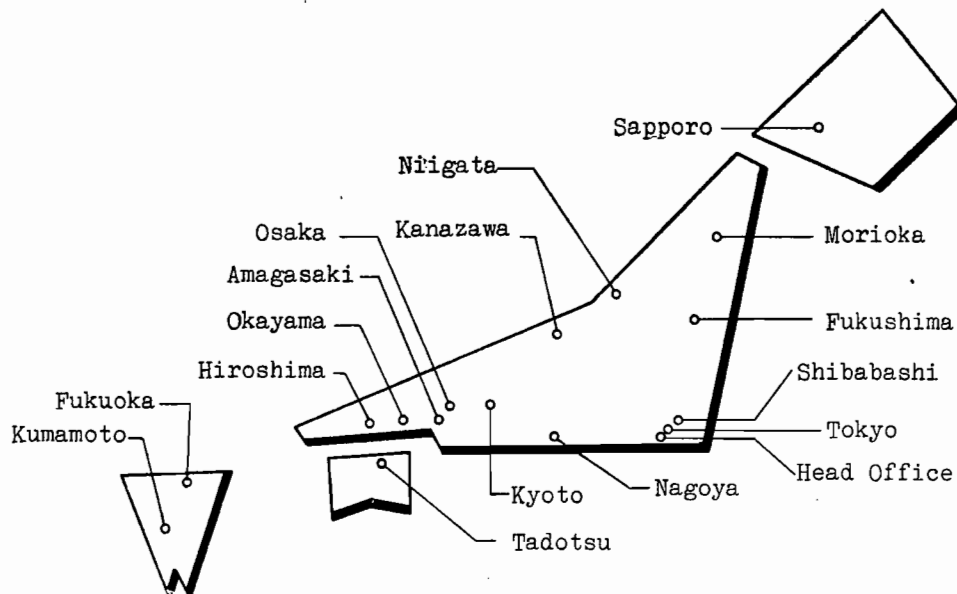 Sapporo
Niigata
Osaka
Kanazawa
Morioka
Amagasaki
Okayama
Fukushima
Hiroshima
Shibabashi
Fukuoka
Tokyo
Kumamoto
Head Office
Kyoto
Nagoya
Tadotsu